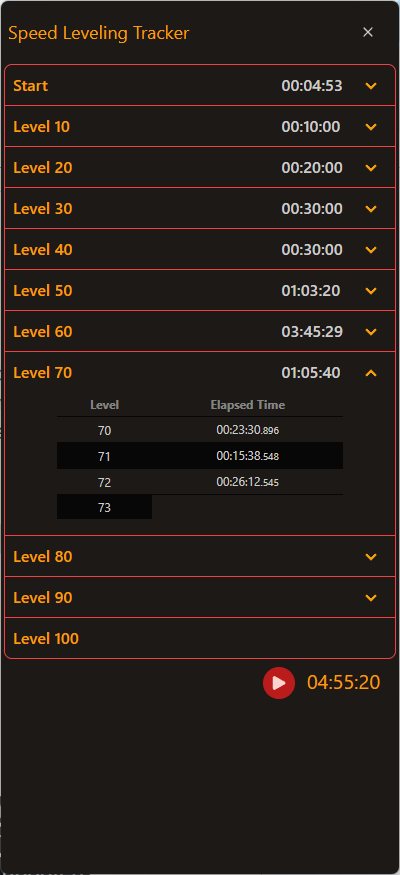 Speed Leveling Tracker
Start 00:04:53
Level 10 00:10:00
Level 20 00:20:00
Level 30 00:30:00
Level 40 00:30:00
Level 50 01:03:20
Level 60 03:45:29
Level 70 01:05:40
Level Elapsed Time
70 00:23:30.896
71 00:15:38.548
72 00:26:12.545
73
Level 80
Level 90
Level 100
04:55:20